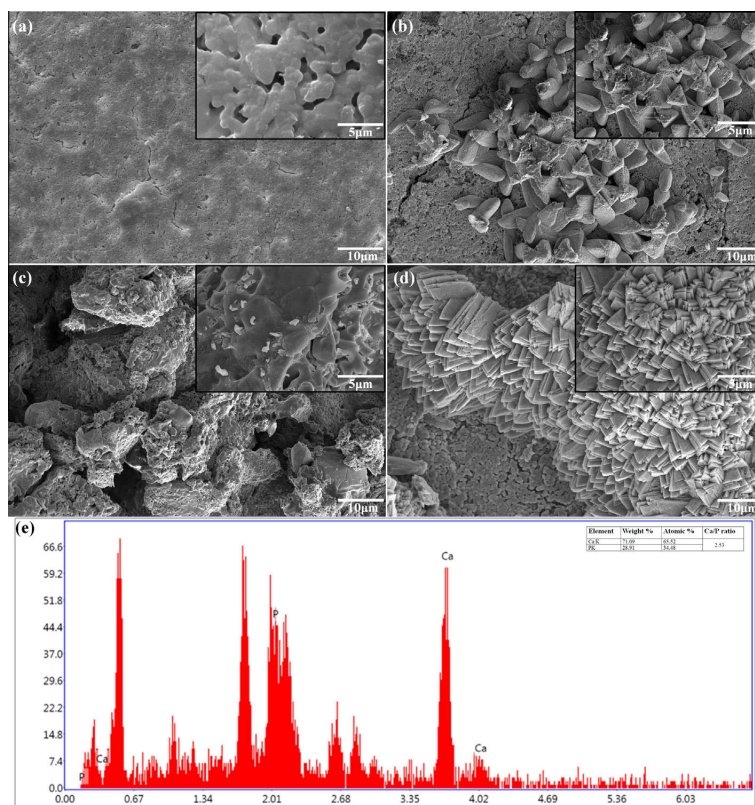 (a)
5μm
10μm
(b)
5μm
10μm
(c)
5μm
10μm
(d)
5μm
10μm
(e)
66.6
59.2
51.8
44.4
37.0
29.6
22.2
14.8
7.4
0.0
P
Ca
P
Ca
Ca
Element Weight % Atomic % Ca/P ratio
Ca K 71.09 65.52 2.53
P K 28.91 34.48
0.00 0.67 1.34 2.01 2.68 3.35 4.02 4.69 5.36 6.03